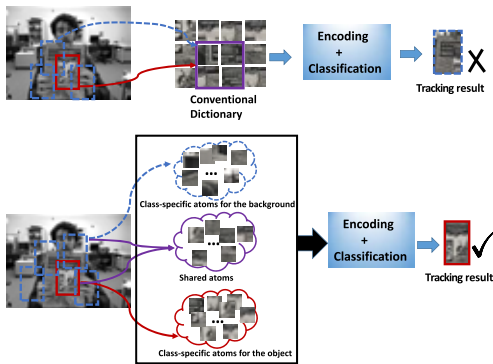 Encoding
+
Classification
Tracking result
Conventional
Dictionary
...
Class-specific atoms for the background
...
Shared atoms
...
Class-specific atoms for the object
Encoding
+
Classification
Tracking result